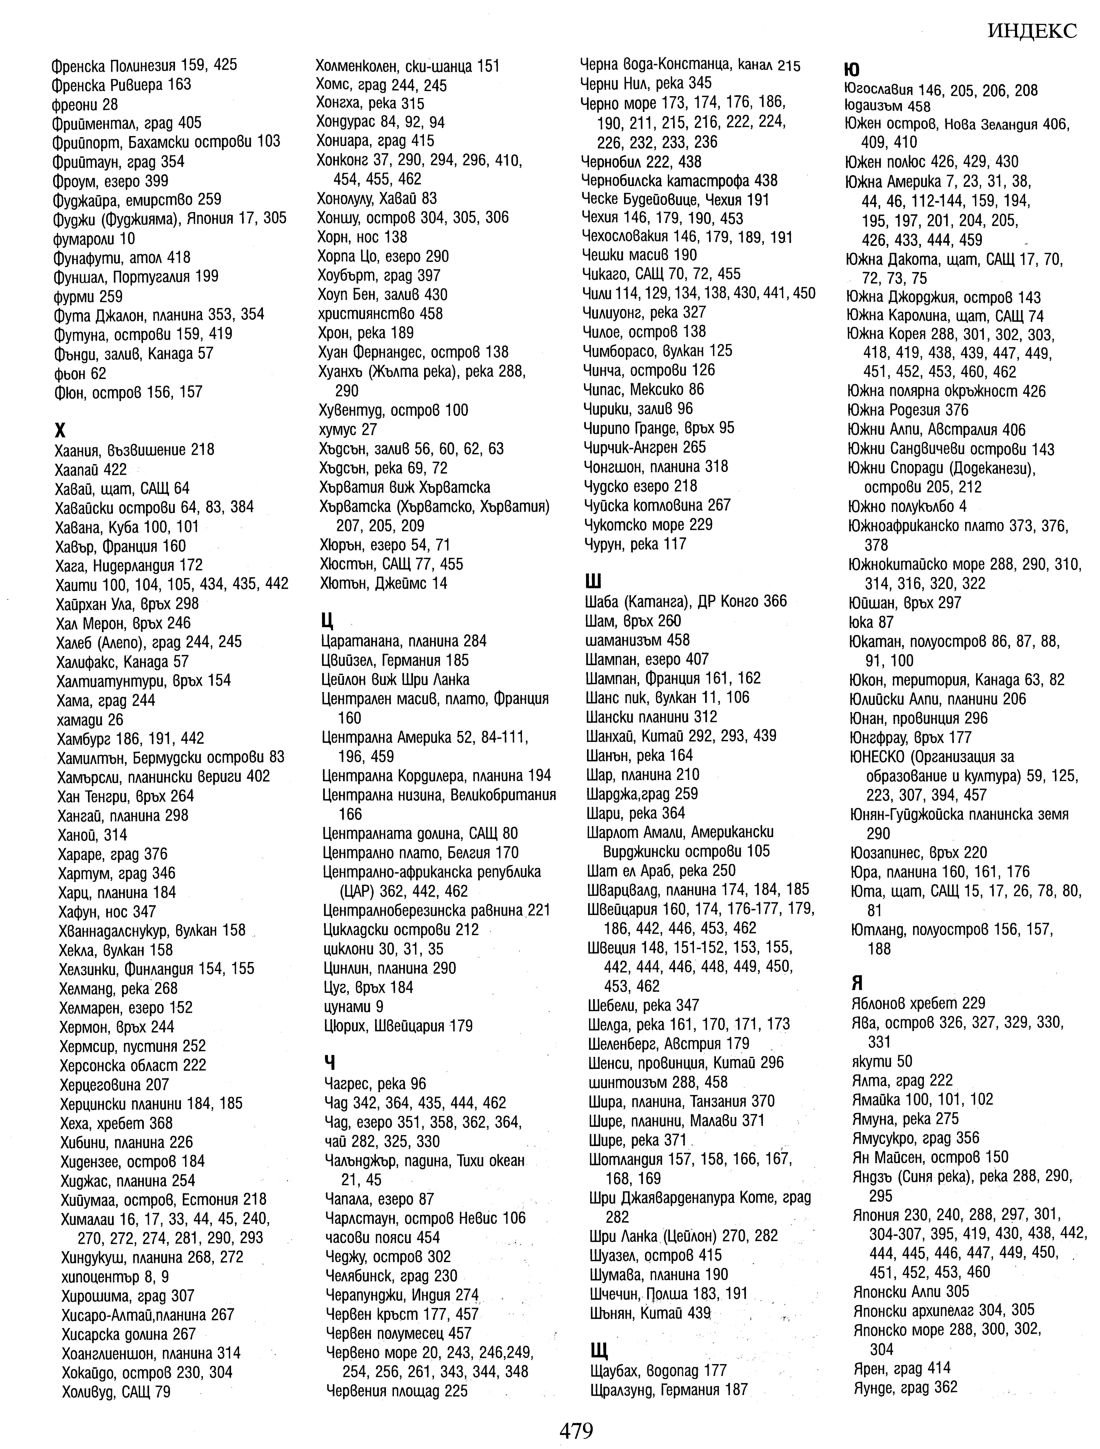 ИНДЕКС
Френска Полинезия 159, 425
Френска Ривиера 163
фреони 28
Фрийментал, град 405
Фрийпорт, Бахамски острови 103
Фрийтаун, град 354
Фроум, езеро 399
Фуджайра, емирство 259
Фуджи (Фуджияма), Япония 17, 305
фумароли 10
Фунафути, атол 418
Фуншал, Португалия 199
фурми 259
Фута Джалон, планина 353, 354
Футуна, острови 159, 419
Фънди, залив, Канада 57
фьон 62
Фюн, остров 156, 157
Х
Хаания, възвишение 218
Хаапай 422
Хавай, щат, САЩ 64
Хавайски острови 64, 83, 384
Хавана, Куба 100, 101
Хавър, Франция 160
Хага, Нидерландия 172
Хаити 100, 104, 105, 434, 435, 442
Хайрхан Ула, връх 298
Хал Мерон, връх 246
Халеб (Алепо), град 244, 245
Халифакс, Канада 57
Халтиатунтури, връх 154
Хама, град 244
хамади 26
Хамбург 186, 191, 442
Хамилтън, Бермудски острови 83
Хамърсли, планински вериги 402
Хан Тенгри, връх 264
Хангай, планина 298
Ханой, 314
Хараре, град 376
Хартум, град 346
Харц, планина 184
Хафун, нос 347
Хваннадалснукур, вулкан 158
Хекла, вулкан 158
Хелзинки, Финландия 154, 155
Хелманд, река 268
Хелмарен, езеро 152
Хермон, връх 244
Хермсир, пустиня 252
Херсонска област 222
Херцеговина 207
Херцински планини 184, 185
Хеха, хребет 368
Хибини, планина 226
Хидензее, остров 184
Хиджас, планина 254
Хийумаа, остров, Естония 218
Хималаи 16, 17, 33, 44, 45, 240,
270, 272, 274, 281, 290, 293
Хиндукуш, планина 268, 272
хипоцентър 8, 9
Хирошима, град 307
Хисаро-Алтай,планина 267
Хисарска долина 267
Хоанглиеншон, планина 314
Хокайдо, остров 230, 304
Холивуд, САЩ 79
Холменколен, ски-шанца 151
Хомс, град 244, 245
Хонгха, река 315
Хондурас 84, 92, 94
Хониара, град 415
Хонконг 37, 290, 294, 296, 410,
454, 455, 462
Хонолулу, Хавай 83
Хоншу, остров 304, 305, 306
Хорн, нос 138
Хорпа Цо, езеро 290
Хоубърт, град 397
Хоуп Бен, залив 430
християнство 458
Хрон, река 189
Хуан Фернандес, остров 138
Хуанхъ (Жълта река), река 288,
290
Хувентуд, остров 100
хумус 27
Хъдсън, залив 56, 60, 62, 63
Хъдсън, река 69, 72
Хърватия виж Хърватска
Хърватска (Хърватско, Хърватия)
207, 205, 209
Хюрън, езеро 54, 71
Хюстън, САЩ 77, 455
Хютън, Джеймс 14
Ц
Царатанана, планина 284
Цвийзел, Германия 185
Цейлон виж Шри Ланка
Централен масив, плато, Франция
160
Централна Америка 52, 84-111,
196, 459
Централна Кордилера, планина 194
Централна низина, Великобритания
166
Централната долина, САЩ 80
Централно плато, Белгия 170
Централно-африканска република
(ЦАР) 362, 442, 462
Централноберезинска равнина 221
Цикладски острови 212
циклони 30, 31, 35
Цинлин, планина 290
Цуг, връх 184
цунами 9
Цюрих, Швейцария 179
Ч
Чагрес, река 96
Чад 342, 364, 435, 444, 462
Чад, езеро 351, 358, 362, 364,
чай 282, 325, 330
Чалънджър, падина, Тихи океан
21, 45
Чапала, езеро 87
Чарлстаун, остров Невис 106
часови пояси 454
Чеджу, остров 302
Челябинск, град 230
Черапунджи, Индия 274
Червен кръст 177, 457
Червен полумесец 457
Червено море 20, 243, 246,249,
254, 256, 261, 343, 344, 348
Червения площад 225
Черна вода-Констанца, канал 215
Черни Нил, река 345
Черно море 173, 174, 176, 186,
190, 211, 215, 216, 222, 224,
226, 232, 233, 236
Чернобил 222, 438
Чернобилска катастрофа 438
Ческе Будейовице, Чехия 191
Чехия 146, 179, 190, 453
Чехословакия 146, 179, 189, 191
Чешки масив 190
Чикаго, САЩ 70, 72, 455
Чили 114, 129, 134, 138, 430, 441, 450
Чилиуонг, река 327
Чилое, остров 138
Чимборасо, вулкан 125
Чинча, острови 126
Чипас, Мексико 86
Чирики, залив 96
Чирипо Гранде, връх 95
Чирчик-Ангрен 265
Чонгшон, планина 318
Чудско езеро 218
Чуйска котловина 267
Чукотско море 229
Чурун, река 117
Ш
Шаба (Катанга), ДР Конго 366
Шам, връх 260
шаманизъм 458
Шампан, езеро 407
Шампан, Франция 161, 162
Шанс пик, вулкан 11, 106
Шански планини 312
Шанхай, Китай 292, 293, 439
Шанън, река 164
Шар, планина 210
Шарджа,град 259
Шари, река 364
Шарлот Амали, Американски
Вирджински острови 105
Шат ел Араб, река 250
Шварцвалд, планина 174, 184, 185
Швейцария 160, 174, 176-177, 179,
186, 442, 446, 453, 462
Швеция 148, 151-152, 153, 155,
442, 444, 446, 448, 449, 450,
453, 462
Шебели, река 347
Шелда, река 161, 170, 171, 173
Шеленберг, Австрия 179
Шенси, провинция, Китай 296
шинтоизъм 288, 458
Шира, планина, Танзания 370
Шире, планини, Малави 371
Шире, река 371
Шотландия 157, 158, 166, 167,
168, 169
Шри Джаяварденапура Коте, град
282
Шри Ланка (Цейлон) 270, 282
Шуазел, остров 415
Шумава, планина 190
Шчечин, Полша 183, 191
Шънян, Китай 439
Щ
Щаубах, водопад 177
Щралзунд, Германия 187
Ю
Югославия 146, 205, 206, 208
Юдаизъм 458
Южен остров, Нова Зеландия 406,
409, 410
Южен полюс 426, 429, 430
Южна Америка 7, 23, 31, 38,
44, 46, 112-144, 159, 194,
195, 197, 201, 204, 205,
426, 433, 444, 459
Южна Дакота, щат, САЩ 17, 70,
72, 73, 75
Южна Джорджия, остров 143
Южна Каролина, щат, САЩ 74
Южна Корея 288, 301, 302, 303,
418, 419, 438, 439, 447, 449,
451, 452, 453, 460, 462
Южна полярна окръжност 426
Южна Родезия 376
Южни Алпи, Австралия 406
Южни Сандвичеви острови 143
Южни Споради (Додеканези),
острови 205, 212
Южно полукълбо 4
Южноафриканско плато 373, 376,
378
Южнокитайско море 288, 290, 310,
314, 316, 320, 322
Юйшан, връх 297
Юка 87
Юкатан, полуостров 86, 87, 88,
91, 100
Юкон, територия, Канада 63, 82
Юлийски Алпи, планини 206
Юнан, провинция 296
Юнгфрау, връх 177
ЮНЕСКО (Организация за
образование и култура) 59, 125,
223, 307, 394, 457
Юнян-Гуйджойска планинска земя
290
Юозапинес, връх 220
Юра, планина 160, 161, 176
Юта, щат, САЩ 15, 17, 26, 78, 80,
81
Ютланд, полуостров 156, 157,
188
Я
Яблонов хребет 229
Ява, остров 326, 327, 329, 330,
331
якути 50
Ялта, град 222
Ямайка 100, 101, 102
Ямуна, река 275
Ямусукро, град 356
Ян Майсен, остров 150
Яндзъ (Синя река), река 288, 290,
295
Япония 230, 240, 288, 297, 301,
304-307, 395, 419, 430, 438, 442,
444, 445, 446, 447, 449, 450,
451, 452, 453, 460
Японски Алпи 305
Японски архипелаг 304, 305
Японско море 288, 300, 302,
304
Ярен, град 414
Яунде, град 362
479